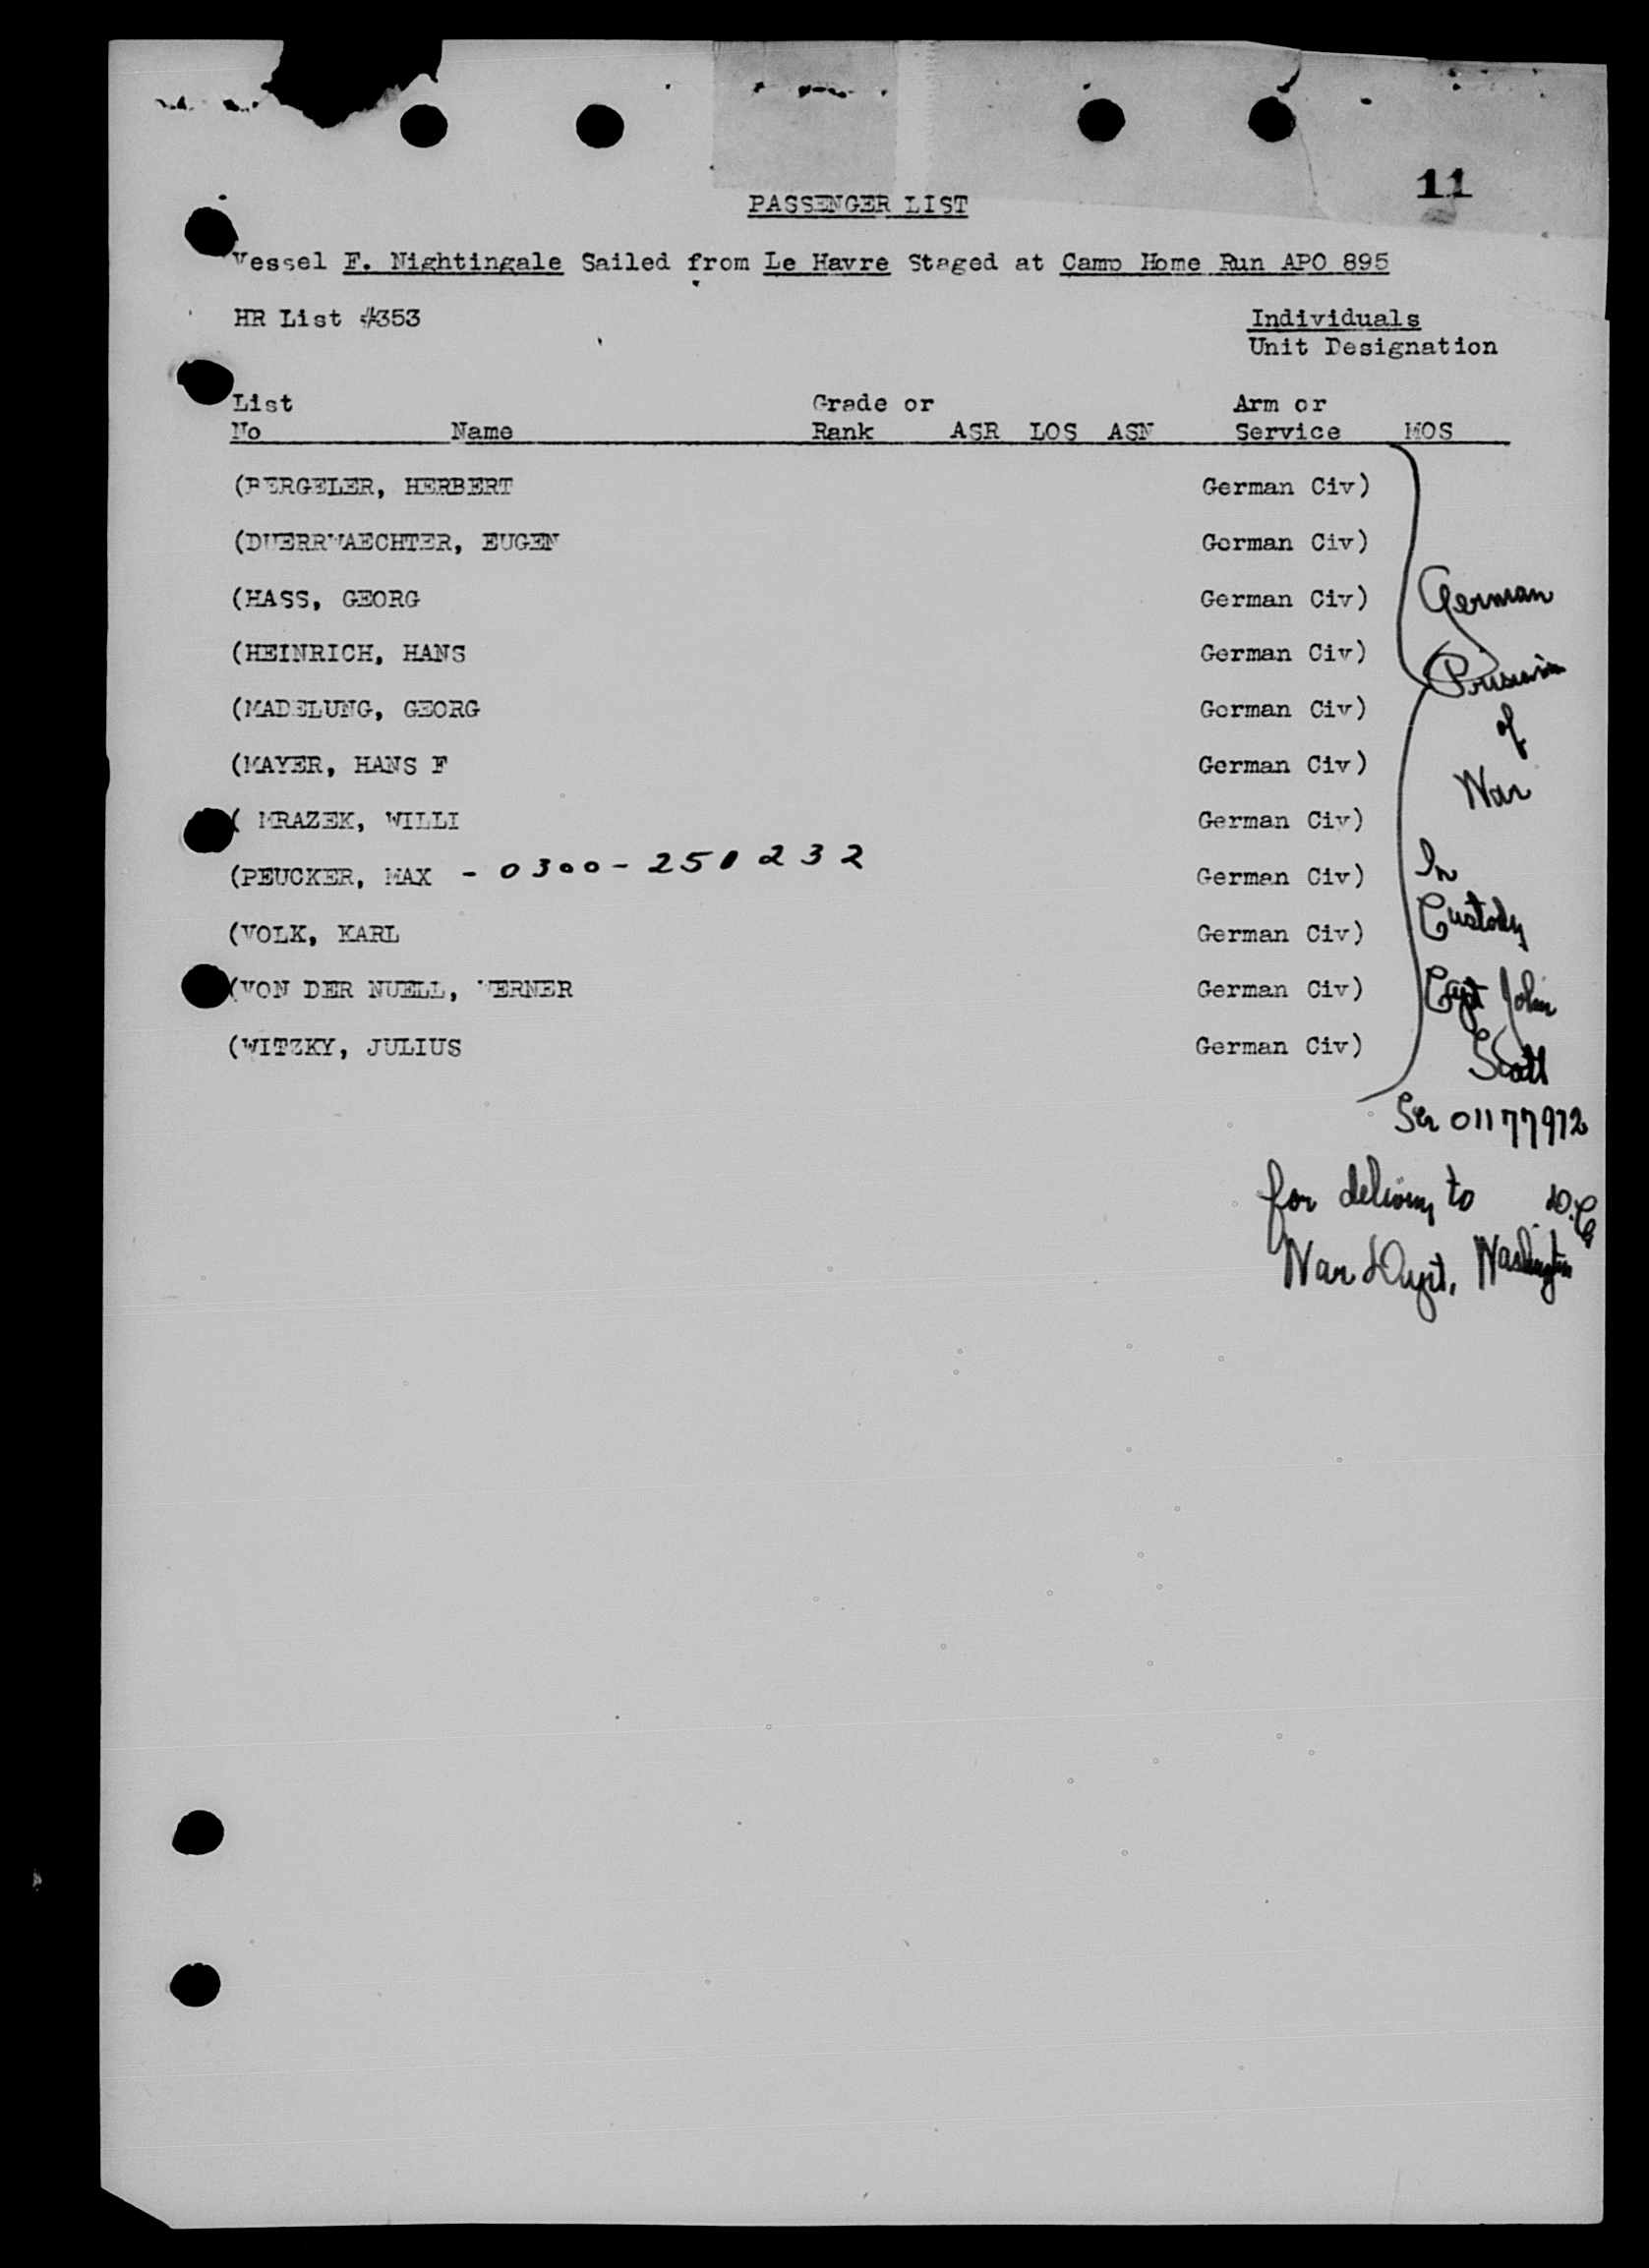 11
PASSENGER LIST
Vessel F. Nightingale Sailed from Le Havre Staged at Camp Home Run APO 895
HR List #353
Individuals
Unit Designation
List Grade or Arm or
No Name Rank ASR LOS ASN Service MOS
(BERGELER, HERBERT German Civ)
(DUERRWAECHTER, EUGEN German Civ)
(HASS, GEORG German Civ)
(HEINRICH, HANS German Civ)
(MADELUNG, GEORG German Civ)
(MAYER, HANS F German Civ)
( MRAZEK, WILLI German Civ)
(PEUCKER, MAX - 0300-250232 German Civ)
(VOLK, KARL German Civ)
(VON DER NUELL, WERNER German Civ)
(WITZKY, JULIUS German Civ)
German
of
War
In
Custody
Capt John
Scott
Ser 01177972
for delivery to
War Dept, Washington D.C.